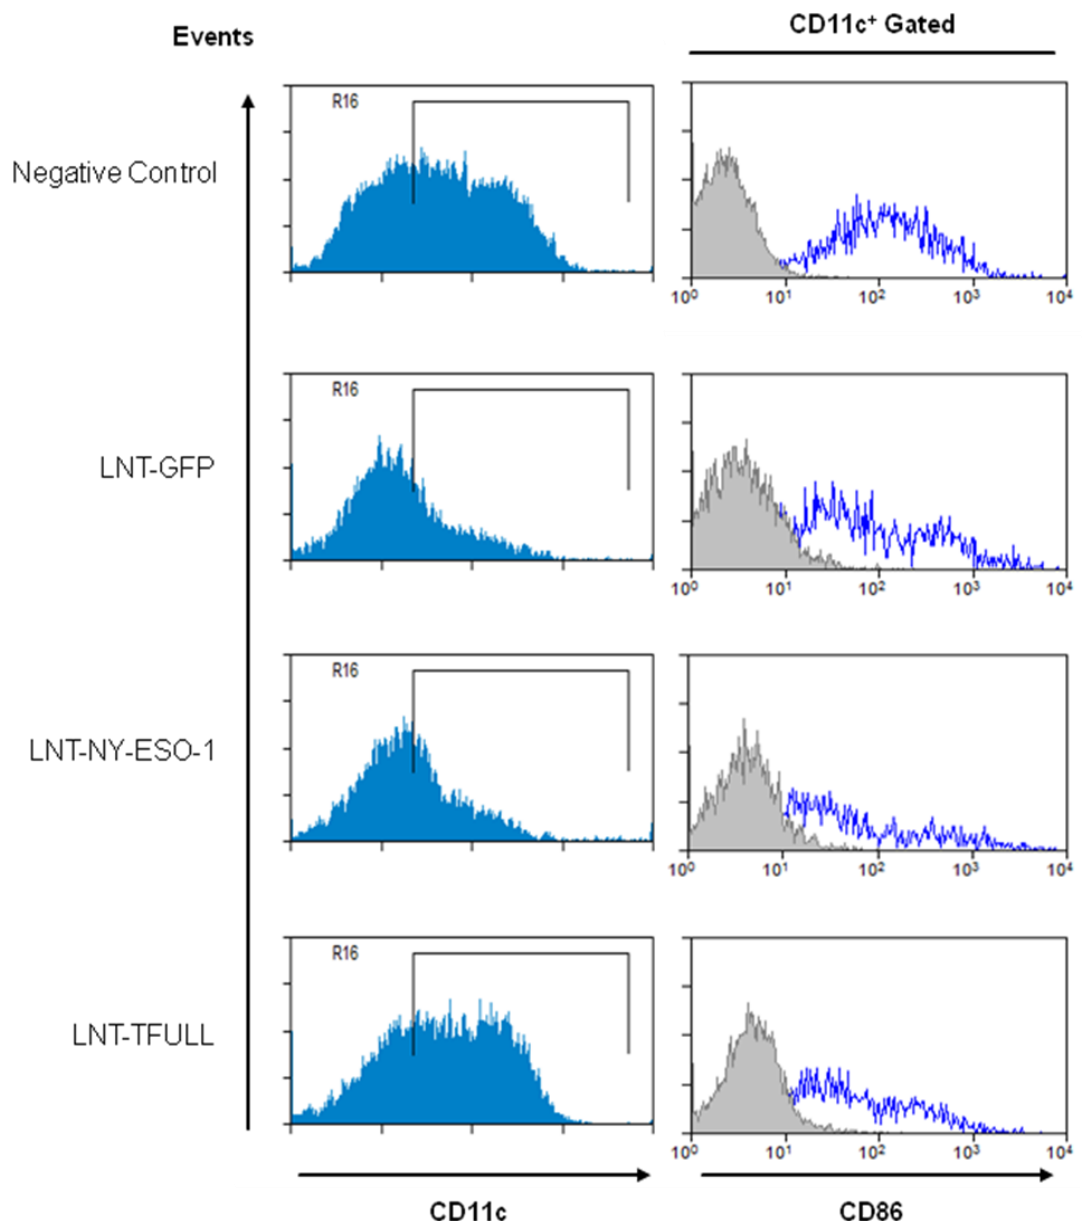 Events
CD11c⁺ Gated
Negative Control
R16
10⁰ 10¹ 10² 10³ 10⁴
LNT-GFP
R16
10⁰ 10¹ 10² 10³ 10⁴
LNT-NY-ESO-1
R16
10⁰ 10¹ 10² 10³ 10⁴
LNT-TFULL
R16
10⁰ 10¹ 10² 10³ 10⁴
CD11c
CD86